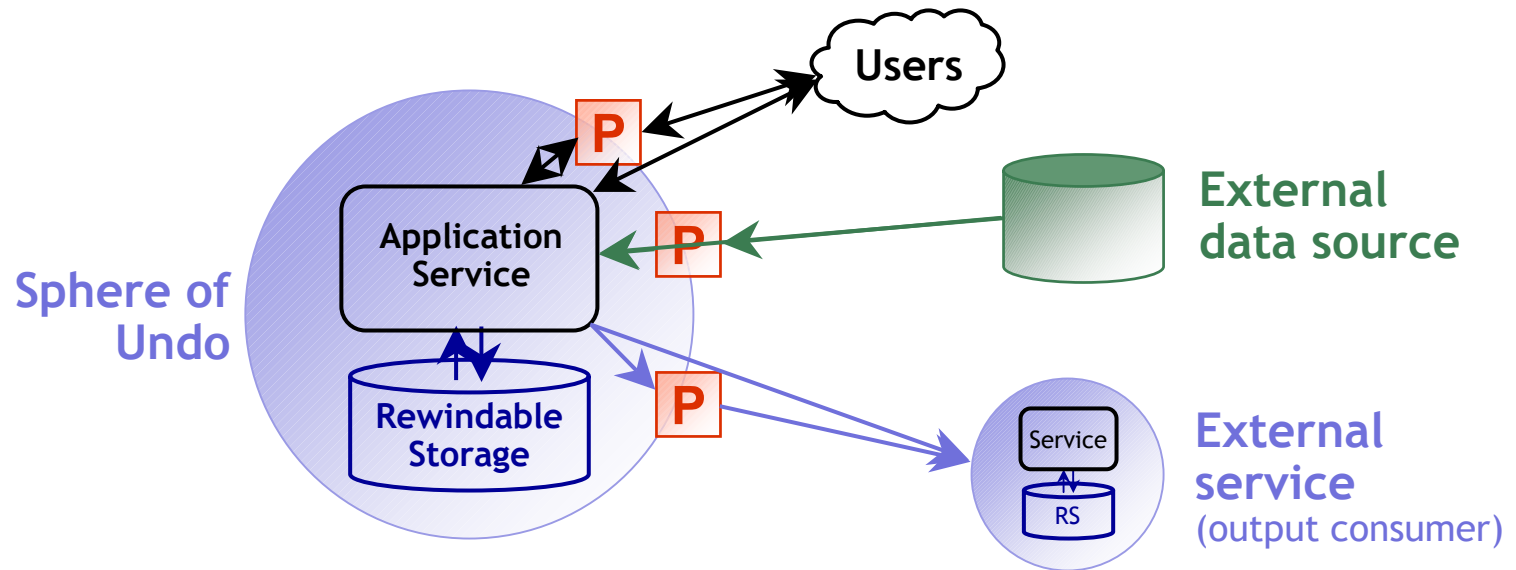 Users
P
External
data source
P
Application
Service
Sphere of
Undo
Rewindable
Storage
P
External
service
(output consumer)
Service
RS